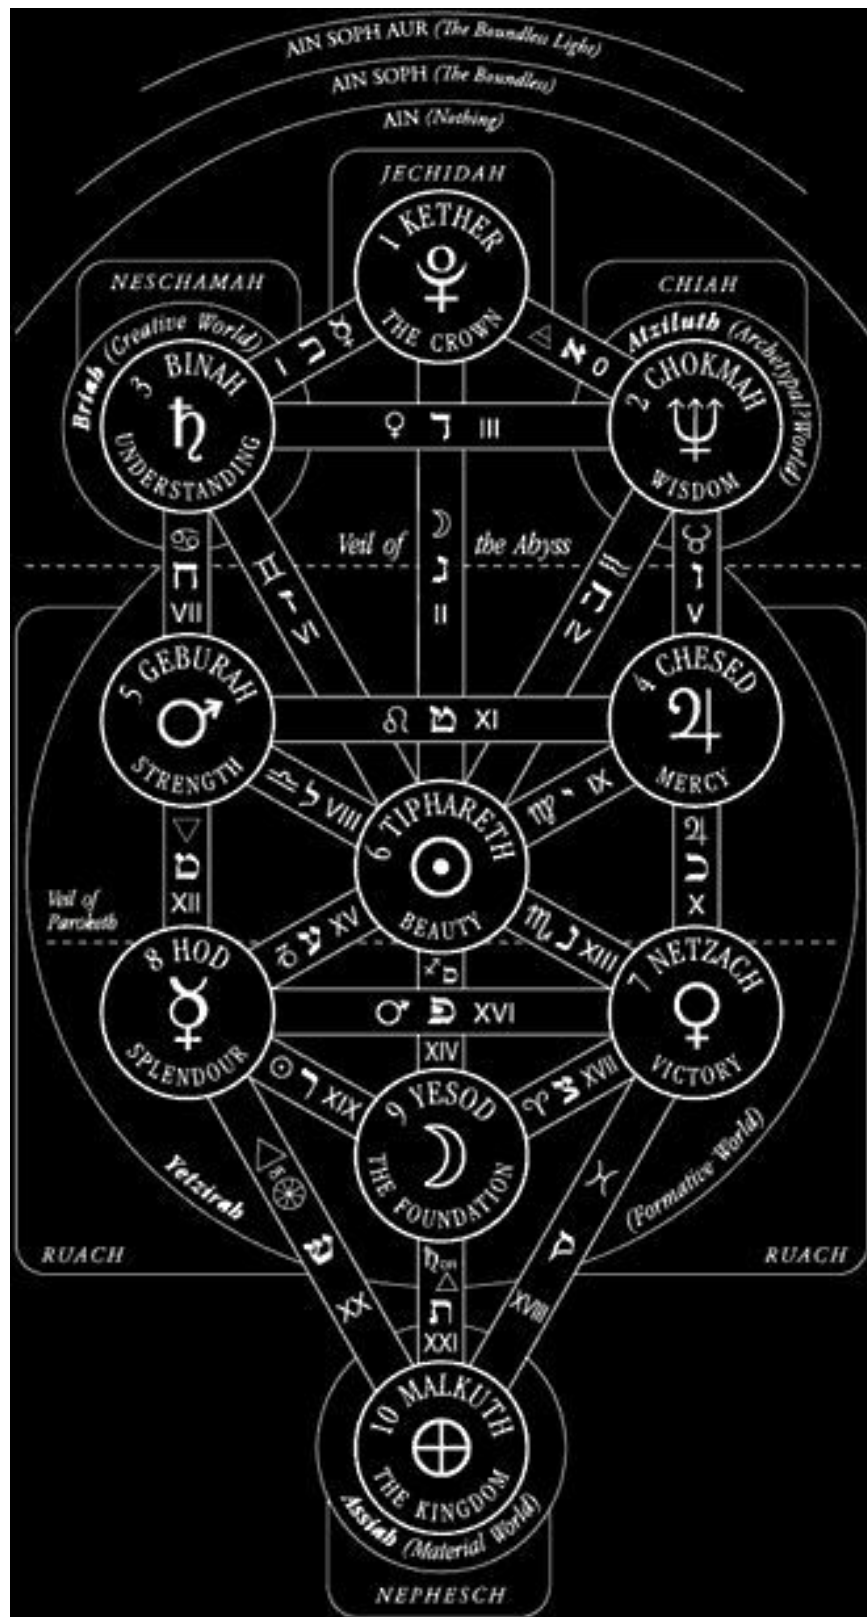 AIN SOPH AUR (The Boundless Light)
AIN SOPH (The Boundless)
AIN (Nothing)
JECHIDAH
1 KETHER
THE CROWN
NESCHAMAH
CHIAH
Briah (Creative World)
Atziluth (Archetypal?World)
I ב
א 0
3 BINAH
UNDERSTANDING
2 CHOKMAH
WISDOM
ד III
Veil of the Abyss
ג
II
ח
VII
ז
VI
ה
IV
ו
V
5 GEBURAH
STRENGTH
4 CHESED
MERCY
ט XI
ל VIII
י IX
6 TIPHARETH
BEAUTY
מ
XII
כ
X
Veil of
Paroketh
ע XV
נ XIII
8 HOD
SPLENDOUR
7 NETZACH
VICTORY
ס
פ XVI
XIV
ר XIX
צ XVII
9 YESOD
THE FOUNDATION
Yetzirah
(Formative World)
RUACH
RUACH
ש
XX
ק
XVIII
OR
ת
XXI
10 MALKUTH
THE KINGDOM
Assiah (Material World)
NEPHESCH